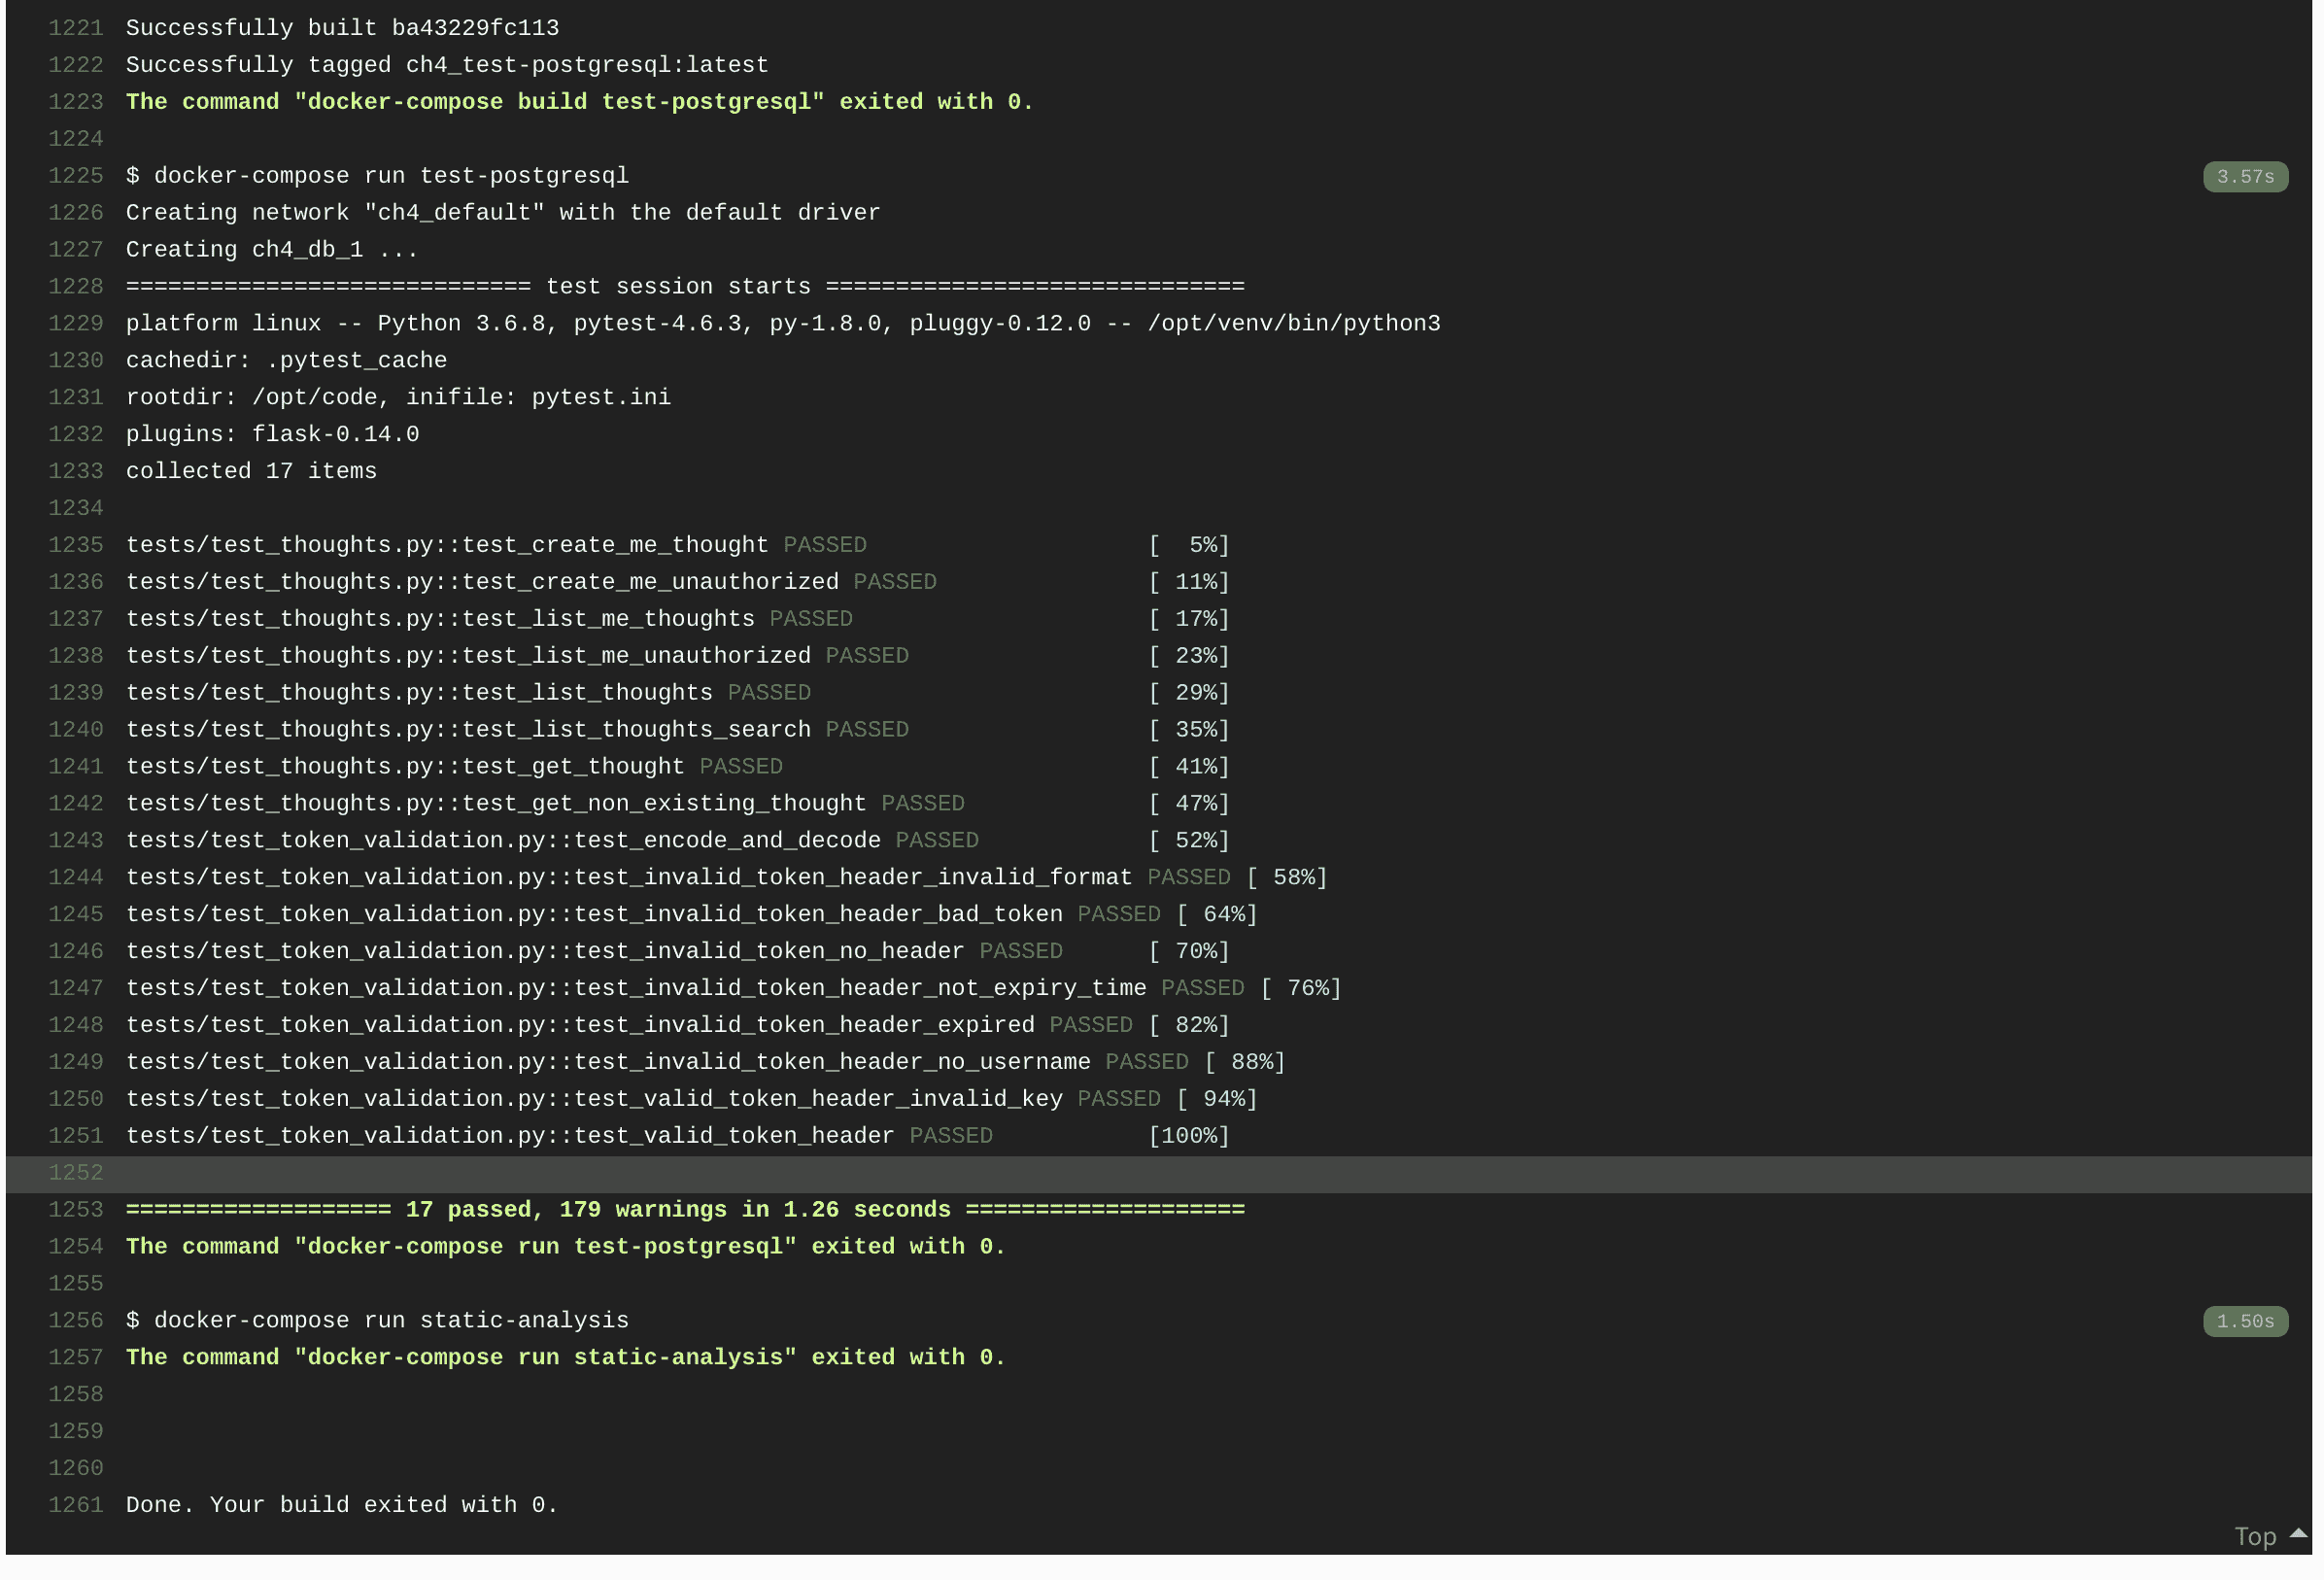 1221 Successfully built ba43229fc113
1222 Successfully tagged ch4_test-postgresql:latest
1223 The command "docker-compose build test-postgresql" exited with 0.
1224
1225 $ docker-compose run test-postgresql 3.57s
1226 Creating network "ch4_default" with the default driver
1227 Creating ch4_db_1 ...
1228 ============================= test session starts ==============================
1229 platform linux -- Python 3.6.8, pytest-4.6.3, py-1.8.0, pluggy-0.12.0 -- /opt/venv/bin/python3
1230 cachedir: .pytest_cache
1231 rootdir: /opt/code, inifile: pytest.ini
1232 plugins: flask-0.14.0
1233 collected 17 items
1234
1235 tests/test_thoughts.py::test_create_me_thought PASSED                    [  5%]
1236 tests/test_thoughts.py::test_create_me_unauthorized PASSED               [ 11%]
1237 tests/test_thoughts.py::test_list_me_thoughts PASSED                     [ 17%]
1238 tests/test_thoughts.py::test_list_me_unauthorized PASSED                 [ 23%]
1239 tests/test_thoughts.py::test_list_thoughts PASSED                        [ 29%]
1240 tests/test_thoughts.py::test_list_thoughts_search PASSED                 [ 35%]
1241 tests/test_thoughts.py::test_get_thought PASSED                          [ 41%]
1242 tests/test_thoughts.py::test_get_non_existing_thought PASSED             [ 47%]
1243 tests/test_token_validation.py::test_encode_and_decode PASSED            [ 52%]
1244 tests/test_token_validation.py::test_invalid_token_header_invalid_format PASSED [ 58%]
1245 tests/test_token_validation.py::test_invalid_token_header_bad_token PASSED [ 64%]
1246 tests/test_token_validation.py::test_invalid_token_no_header PASSED      [ 70%]
1247 tests/test_token_validation.py::test_invalid_token_header_not_expiry_time PASSED [ 76%]
1248 tests/test_token_validation.py::test_invalid_token_header_expired PASSED [ 82%]
1249 tests/test_token_validation.py::test_invalid_token_header_no_username PASSED [ 88%]
1250 tests/test_token_validation.py::test_valid_token_header_invalid_key PASSED [ 94%]
1251 tests/test_token_validation.py::test_valid_token_header PASSED           [100%]
1252
1253 =================== 17 passed, 179 warnings in 1.26 seconds ====================
1254 The command "docker-compose run test-postgresql" exited with 0.
1255
1256 $ docker-compose run static-analysis 1.50s
1257 The command "docker-compose run static-analysis" exited with 0.
1258
1259
1260
1261 Done. Your build exited with 0.
Top